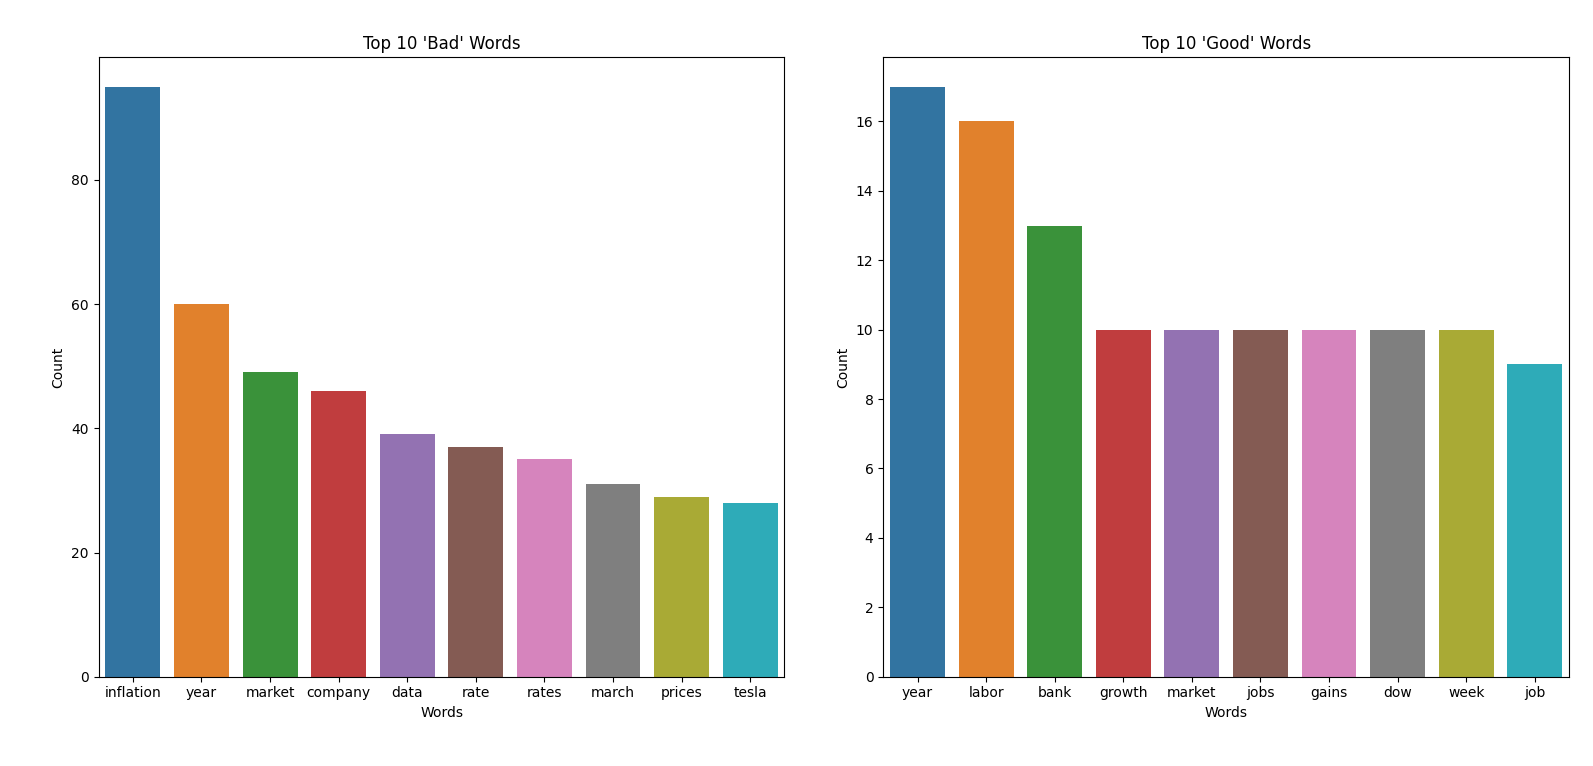 Top 10 'Bad' Words
80
60
40
20
0
Count
inflation year market company data rate rates march prices tesla
Words
Top 10 'Good' Words
16
14
12
10
8
6
4
2
0
Count
year labor bank growth market jobs gains dow week job
Words